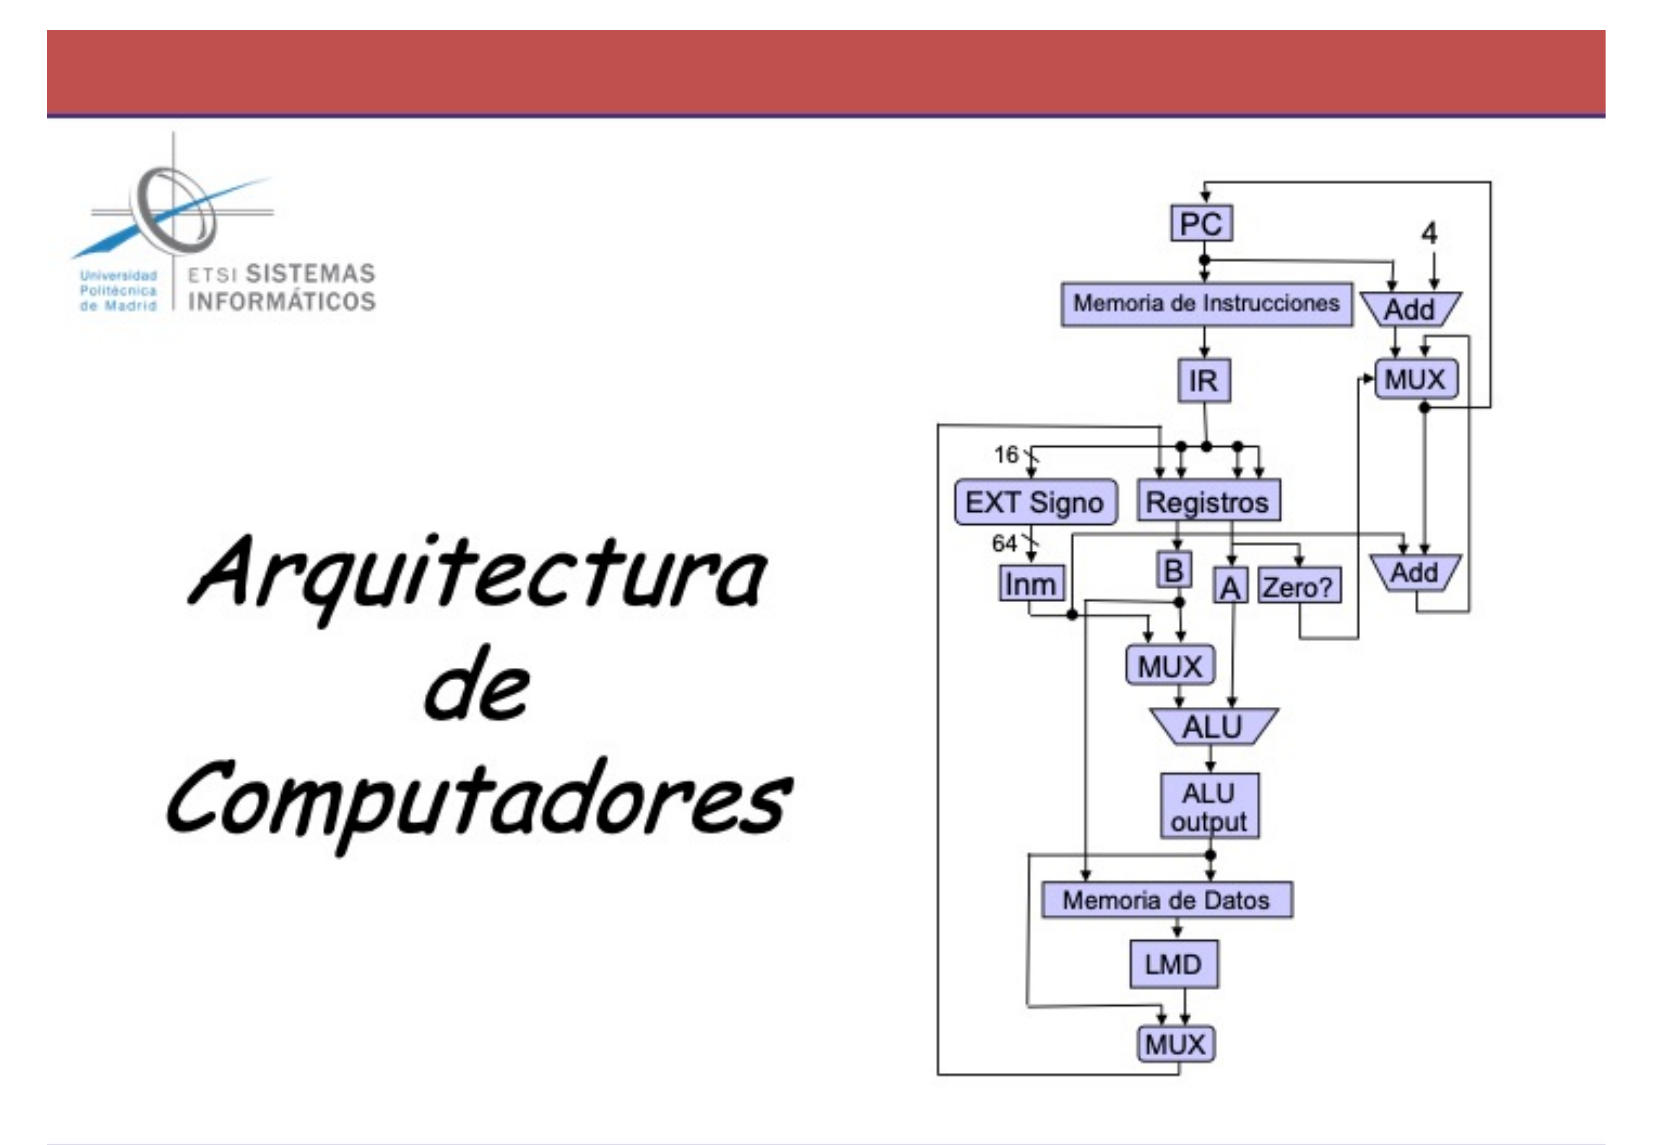 Universidad
Politécnica
de Madrid
ETSI SISTEMAS
INFORMÁTICOS
Arquitectura
de
Computadores
PC
4
Memoria de Instrucciones
Add
IR
MUX
16
EXT Signo
Registros
64
Inm
B
A
Zero?
Add
MUX
ALU
ALU
output
Memoria de Datos
LMD
MUX